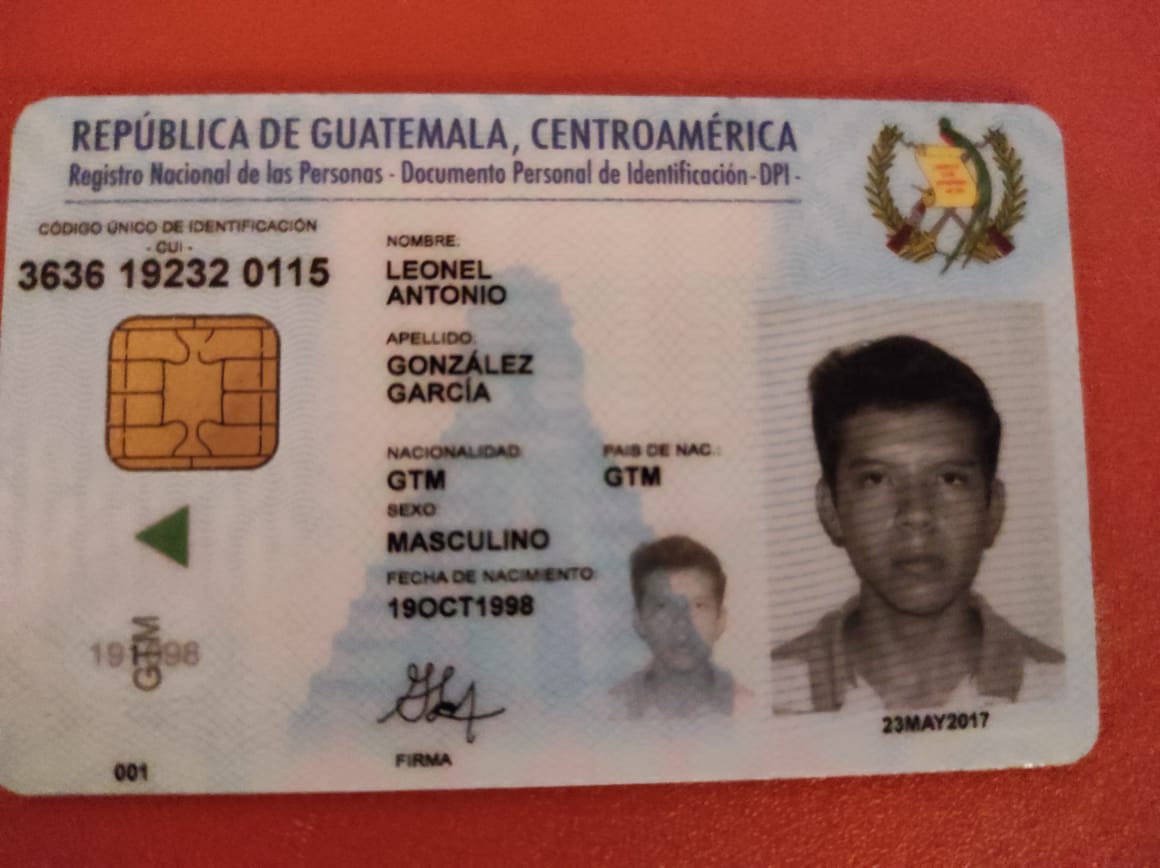 REPÚBLICA DE GUATEMALA, CENTROAMÉRICA
Registro Nacional de las Personas - Documento Personal de Identificación - DPI -
CÓDIGO ÚNICO DE IDENTIFICACIÓN
- CUI -
3636 19232 0115
NOMBRE:
LEONEL
ANTONIO
APELLIDO:
GONZÁLEZ
GARCÍA
NACIONALIDAD:
PAIS DE NAC.:
GTM
GTM
SEXO:
MASCULINO
FECHA DE NACIMIENTO:
19OCT1998
GTM
FIRMA
23MAY2017
001